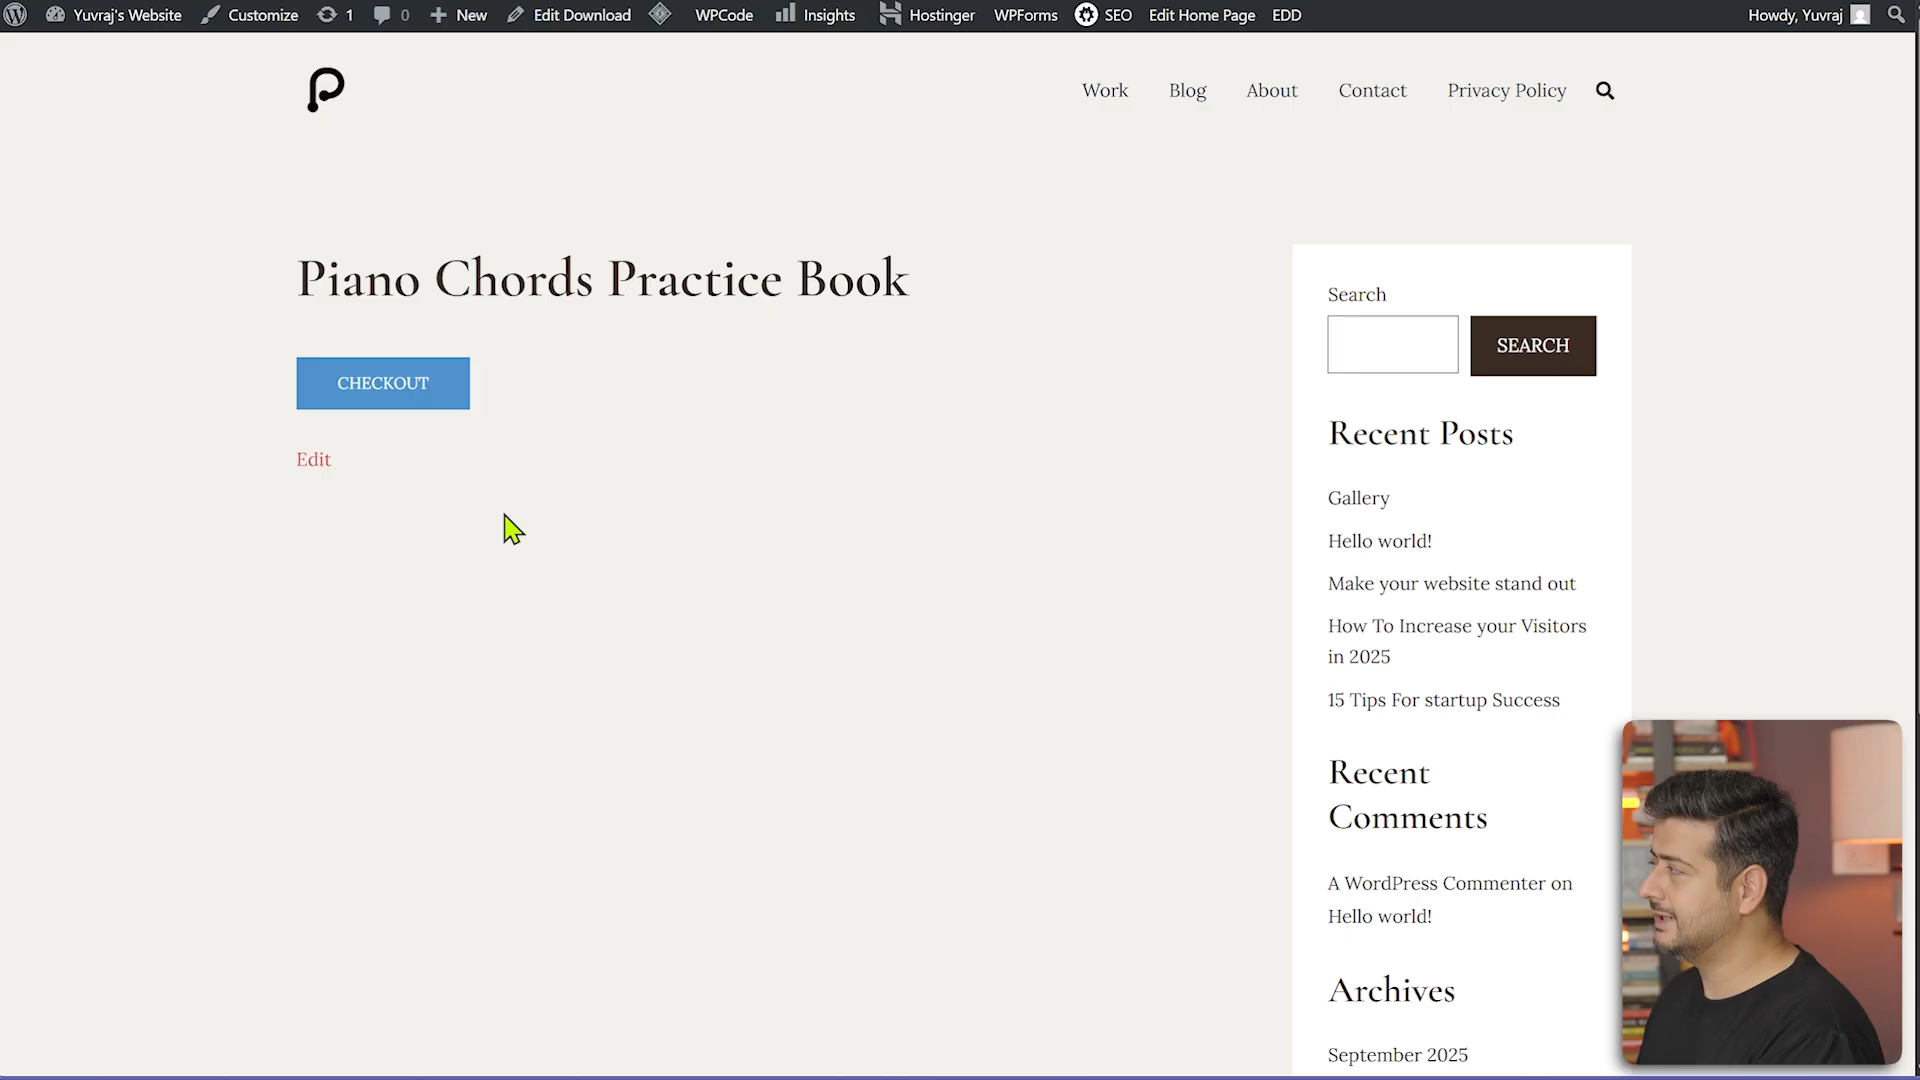 Yuvraj's Website Customize 1 0 New Edit Download WPCode Insights Hostinger WPForms SEO Edit Home Page EDD Howdy, Yuvraj
Work Blog About Contact Privacy Policy
Piano Chords Practice Book
CHECKOUT
Edit
Search
SEARCH
Recent Posts
Gallery
Hello world!
Make your website stand out
How To Increase your Visitors
in 2025
15 Tips For startup Success
Recent
Comments
A WordPress Commenter on
Hello world!
Archives
September 2025